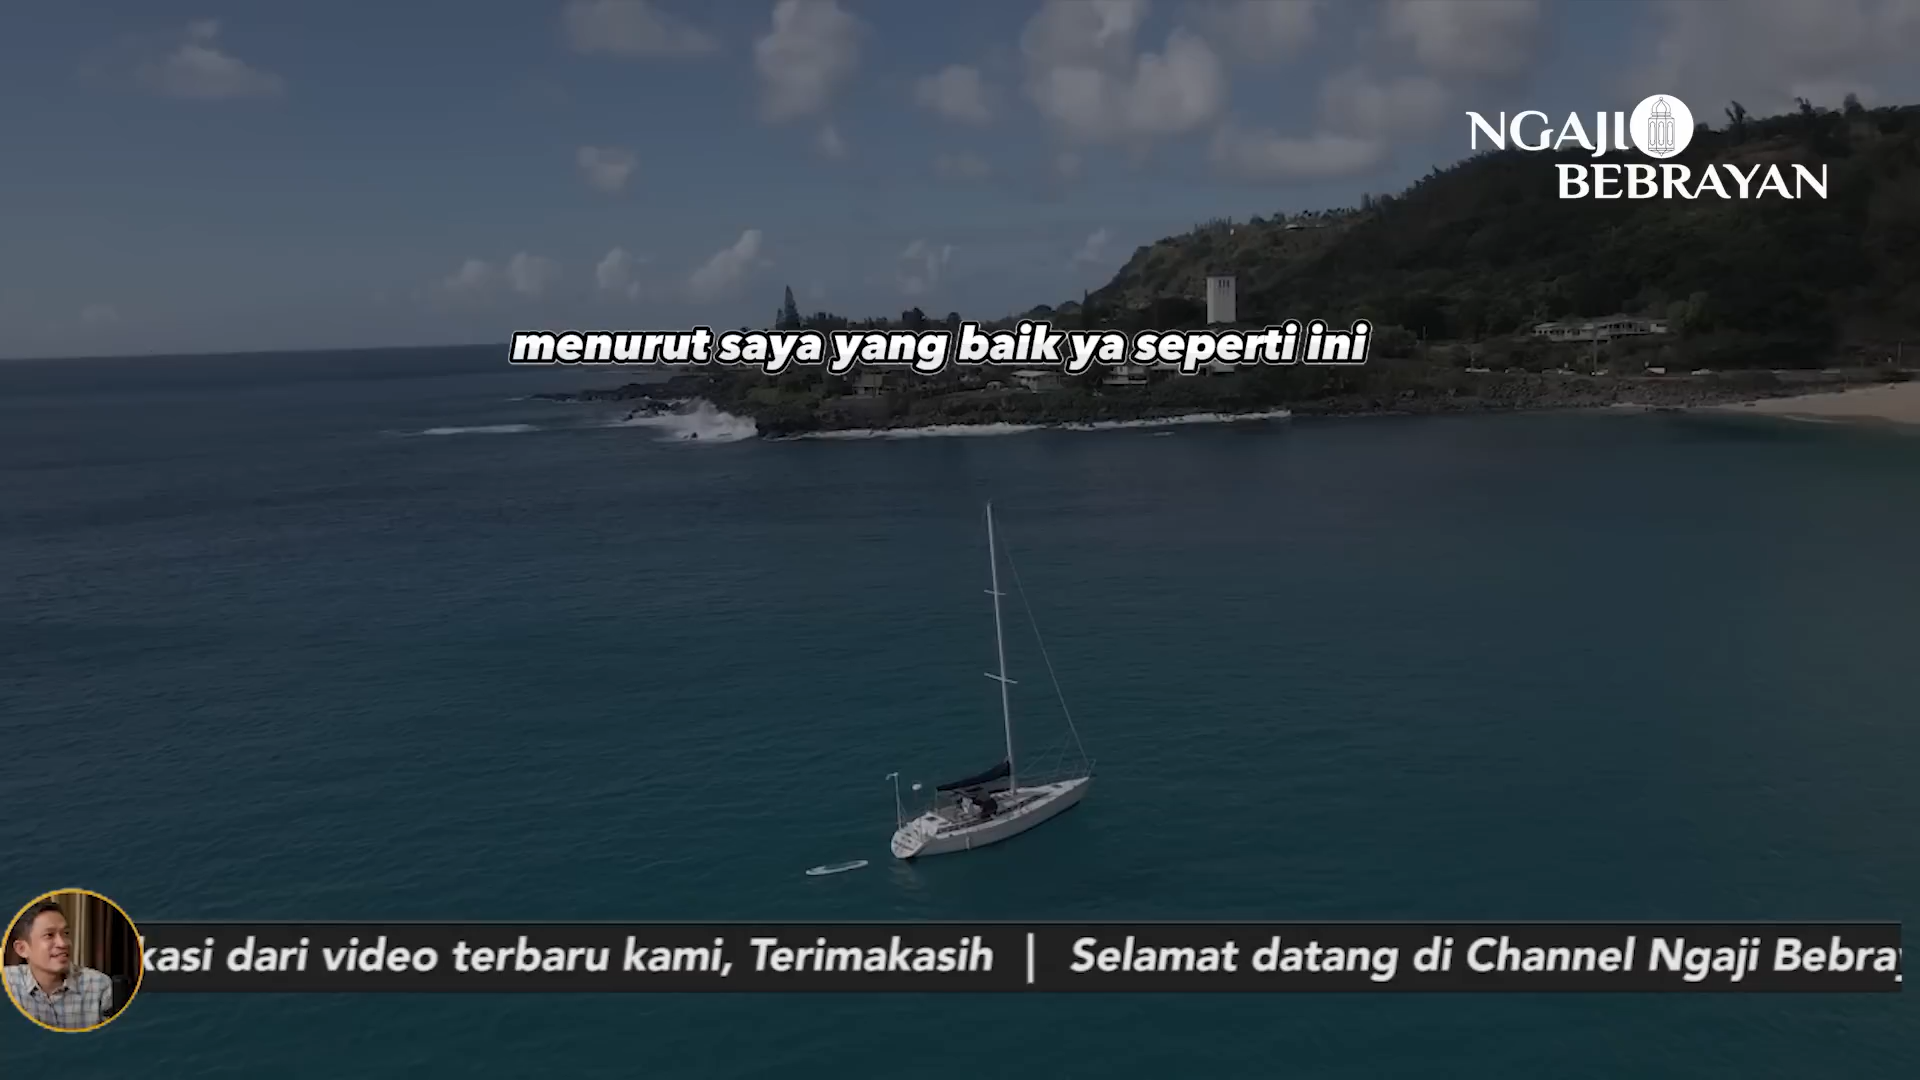 NGAJI
BEBRAYAN
menurut saya yang baik ya seperti ini
kasi dari video terbaru kami, Terimakasih | Selamat datang di Channel Ngaji